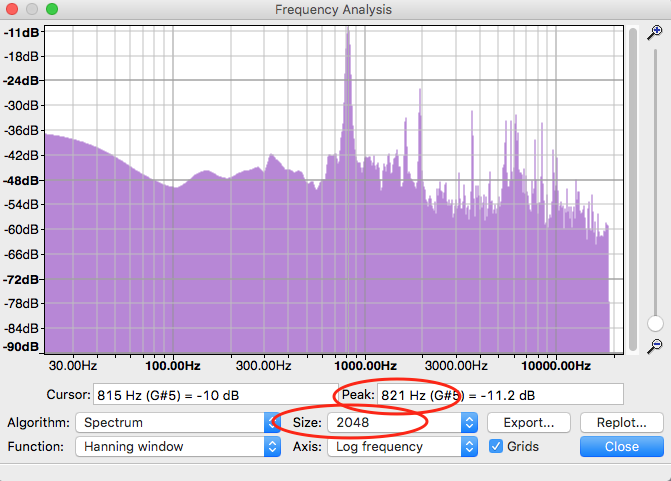 Frequency Analysis
-11dB
-18dB
-24dB
-30dB
-36dB
-42dB
-48dB
-54dB
-60dB
-66dB
-72dB
-78dB
-84dB
-90dB
30.00Hz 100.00Hz 300.00Hz 1000.00Hz 3000.00Hz 10000.00Hz
Cursor: 815 Hz (G#5) = -10 dB Peak: 821 Hz (G#5) = -11.2 dB
Algorithm: Spectrum Size: 2048 Export... Replot...
Function: Hanning window Axis: Log frequency Grids Close